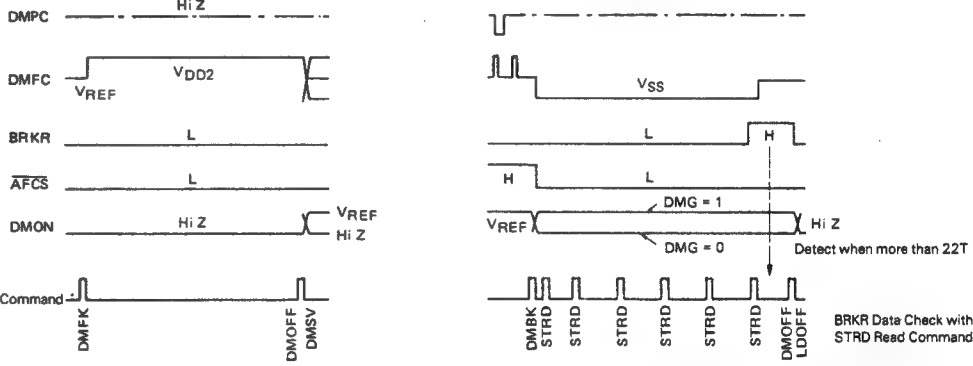 DMPC Hi Z
DMFC VREF VDD2 VSS
BRKR L L H
AFCS L H L
DMON Hi Z VREF Hi Z VREF DMG = 1 DMG = 0 Hi Z
Detect when more than 22T
Command
DMFK DMOFF DMSV DMBK STRD STRD STRD STRD STRD STRD DMOFF LDOFF
BRKR Data Check with
STRD Read Command